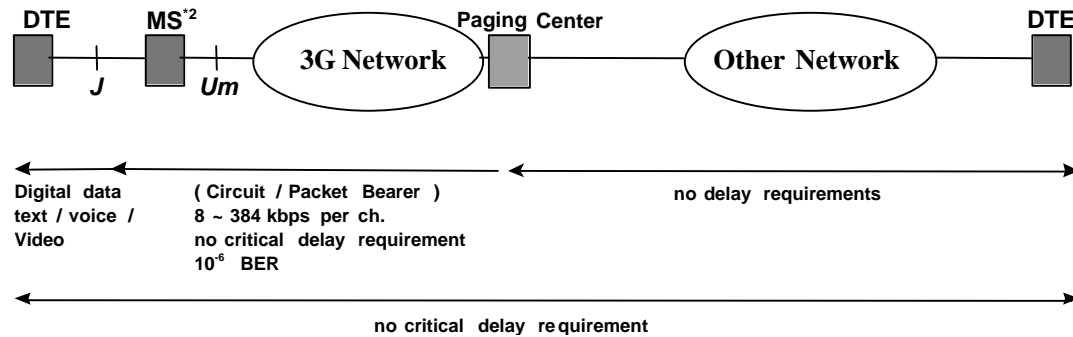 DTE MS*2 Paging Center DTE
3G Network Other Network
J Um
Digital data
text / voice /
Video
( Circuit / Packet Bearer )
8 ~ 384 kbps per ch.
no critical delay requirement
10-6 BER
no delay requirements
no critical delay requirement